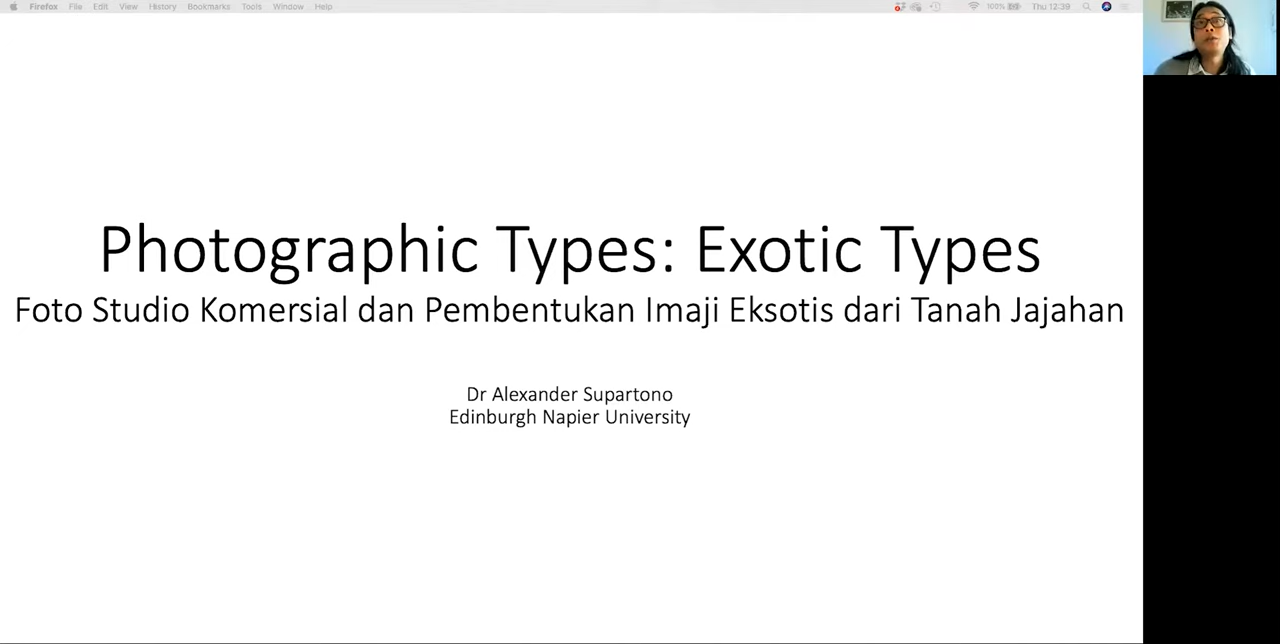 Firefox File Edit View History Bookmarks Tools Window Help 100% Thu 12:39
Photographic Types: Exotic Types
Foto Studio Komersial dan Pembentukan Imaji Eksotis dari Tanah Jajahan
Dr Alexander Supartono
Edinburgh Napier University